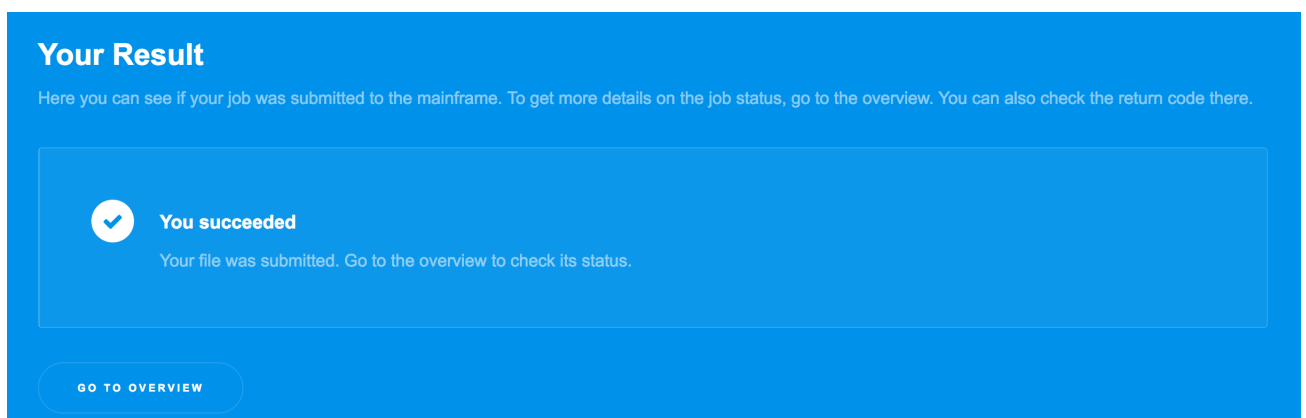 Your Result
Here you can see if your job was submitted to the mainframe. To get more details on the job status, go to the overview. You can also check the return code there.
You succeeded
Your file was submitted. Go to the overview to check its status.
GO TO OVERVIEW